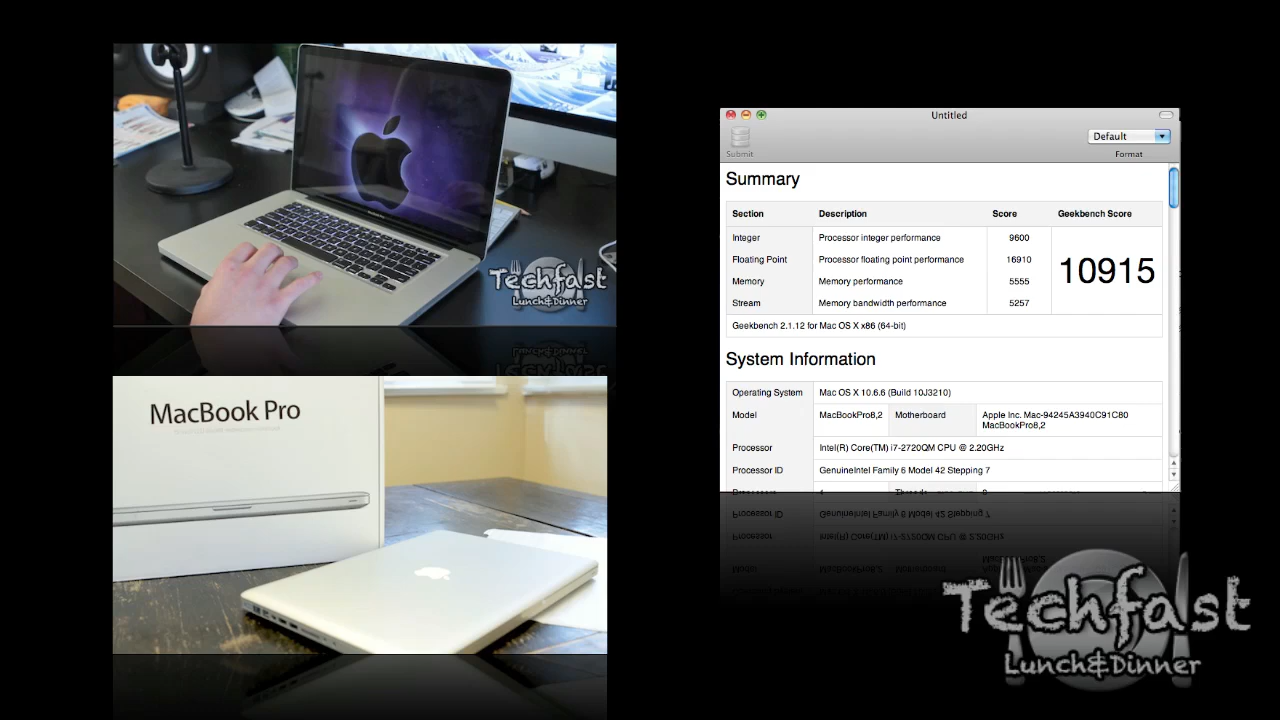 Techfast
Lunch&Dinner
MacBook Pro
Untitled
Submit
Default
Format
Summary
Section Description Score Geekbench Score
Integer Processor integer performance 9600
Floating Point Processor floating point performance 16910
10915
Memory Memory performance 5555
Stream Memory bandwidth performance 5257
Geekbench 2.1.12 for Mac OS X x86 (64-bit)
System Information
Operating System Mac OS X 10.6.6 (Build 10J3210)
Model MacBookPro8,2 Motherboard Apple Inc. Mac-94245A3940C91C80
MacBookPro8,2
Processor Intel(R) Core(TM) i7-2720QM CPU @ 2.20GHz
Processor ID GenuineIntel Family 6 Model 42 Stepping 7
Techfast
Lunch&Dinner